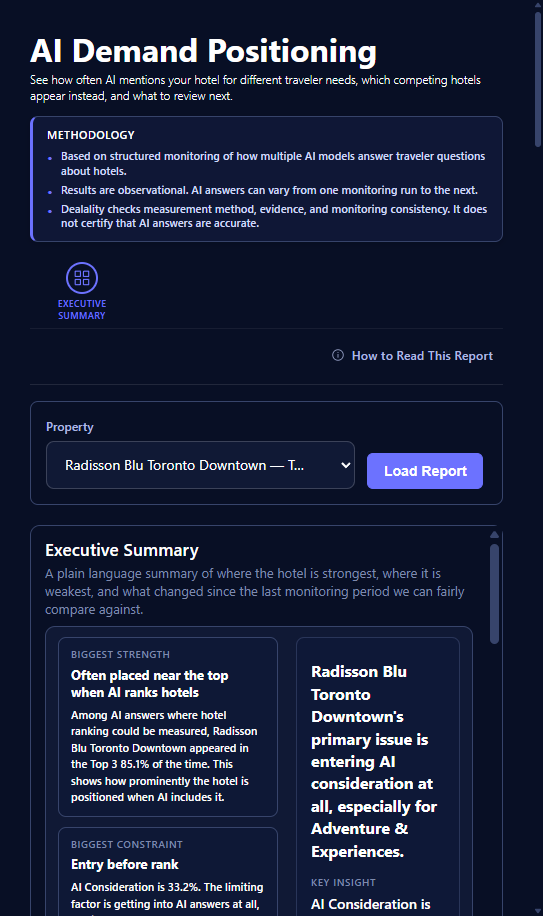 AI Demand Positioning
See how often AI mentions your hotel for different traveler needs, which competing hotels
appear instead, and what to review next.
METHODOLOGY
• Based on structured monitoring of how multiple AI models answer traveler questions
about hotels.
• Results are observational. AI answers can vary from one monitoring run to the next.
• Dealality checks measurement method, evidence, and monitoring consistency. It does
not certify that AI answers are accurate.
EXECUTIVE
SUMMARY
How to Read This Report
Property
Radisson Blu Toronto Downtown — T...
Load Report
Executive Summary
A plain language summary of where the hotel is strongest, where it is
weakest, and what changed since the last monitoring period we can fairly
compare against.
BIGGEST STRENGTH
Often placed near the top
when AI ranks hotels
Among AI answers where hotel
ranking could be measured, Radisson
Blu Toronto Downtown appeared in
the Top 3 85.1% of the time. This
shows how prominently the hotel is
positioned when AI includes it.
BIGGEST CONSTRAINT
Entry before rank
AI Consideration is 33.2%. The limiting
factor is getting into AI answers at all,
Radisson Blu
Toronto
Downtown's
primary issue is
entering AI
consideration at
all, especially for
Adventure &
Experiences.
KEY INSIGHT
AI Consideration is